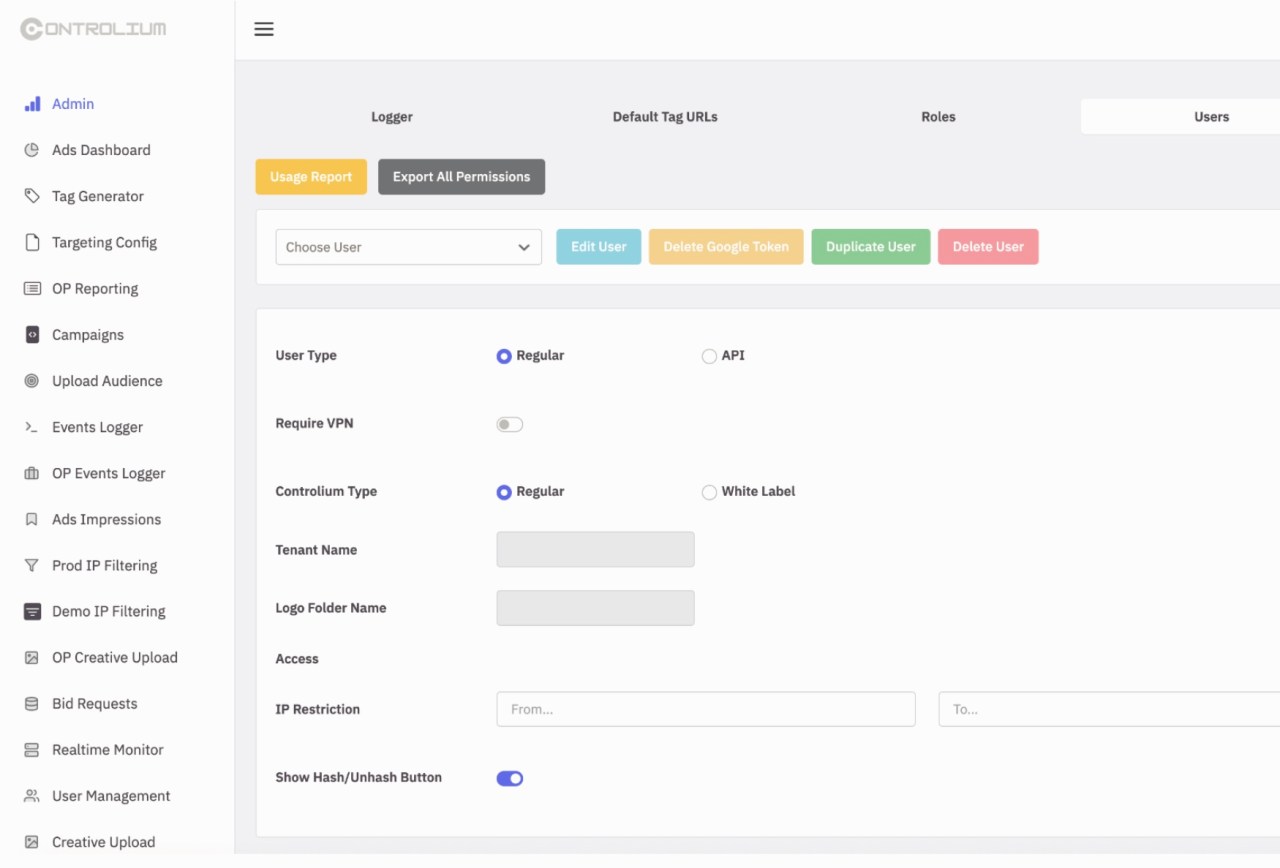 CONTROLIUM
Admin
Ads Dashboard
Tag Generator
Targeting Config
OP Reporting
Campaigns
Upload Audience
Events Logger
OP Events Logger
Ads Impressions
Prod IP Filtering
Demo IP Filtering
OP Creative Upload
Bid Requests
Realtime Monitor
User Management
Creative Upload
Logger Default Tag URLs Roles Users
Usage Report Export All Permissions
Choose User Edit User Delete Google Token Duplicate User Delete User
User Type Regular API
Require VPN
Controlium Type Regular White Label
Tenant Name
Logo Folder Name
Access
IP Restriction From... To...
Show Hash/Unhash Button